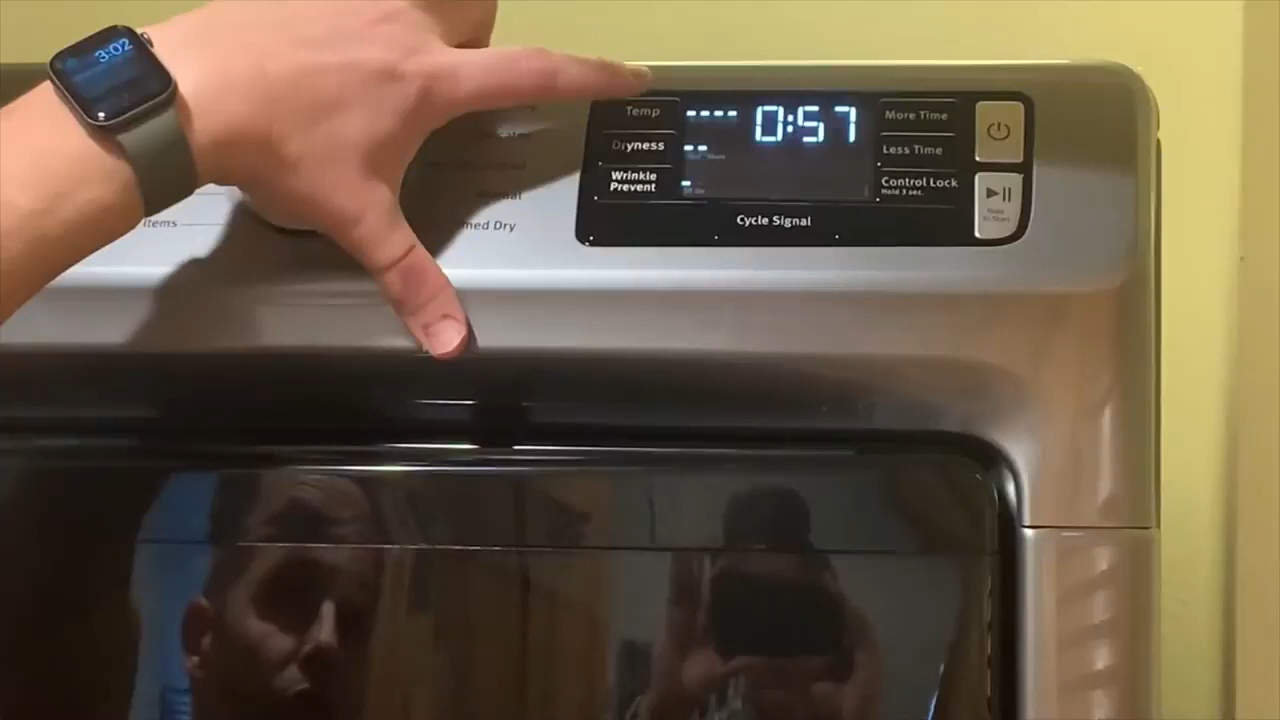 3:02
Temp
Dryness
Wrinkle
Prevent
0:57
More Time
Less Time
Control Lock
Hold 3 sec.
Cycle Signal
Items
med Dry